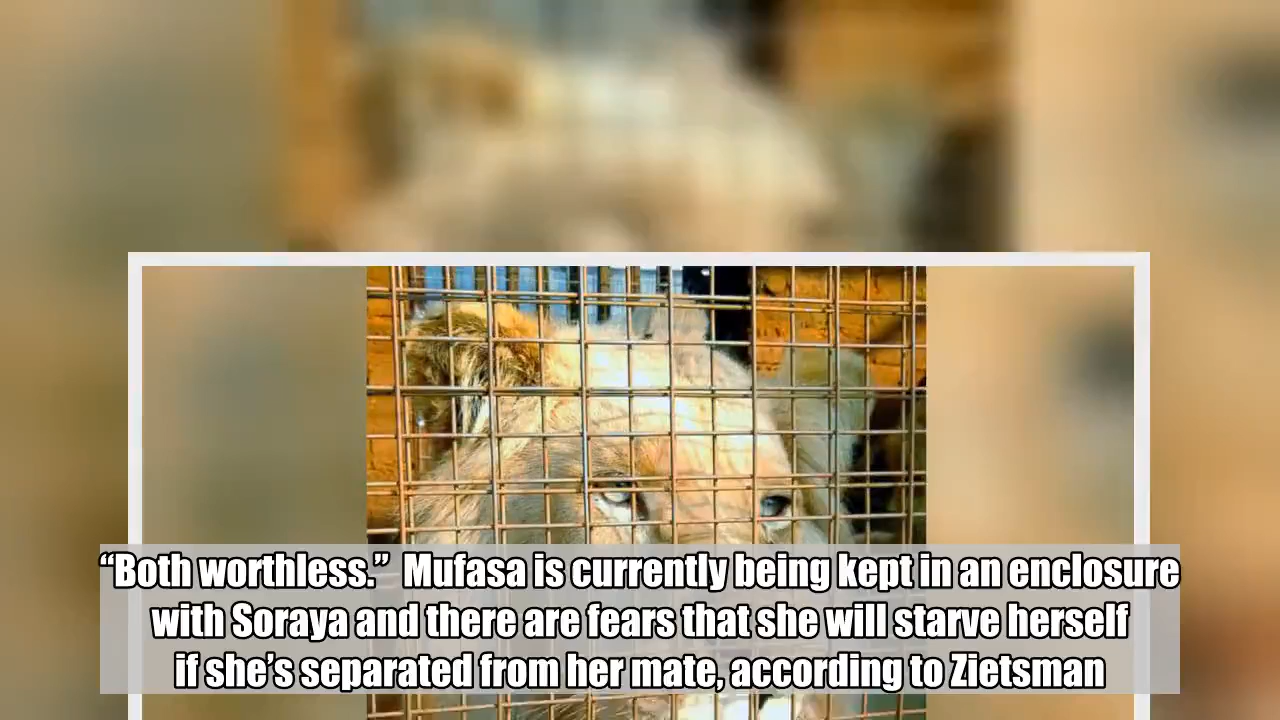 “Both worthless.”  Mufasa is currently being kept in an enclosure
with Soraya and there are fears that she will starve herself
if she’s separated from her mate, according to Zietsman